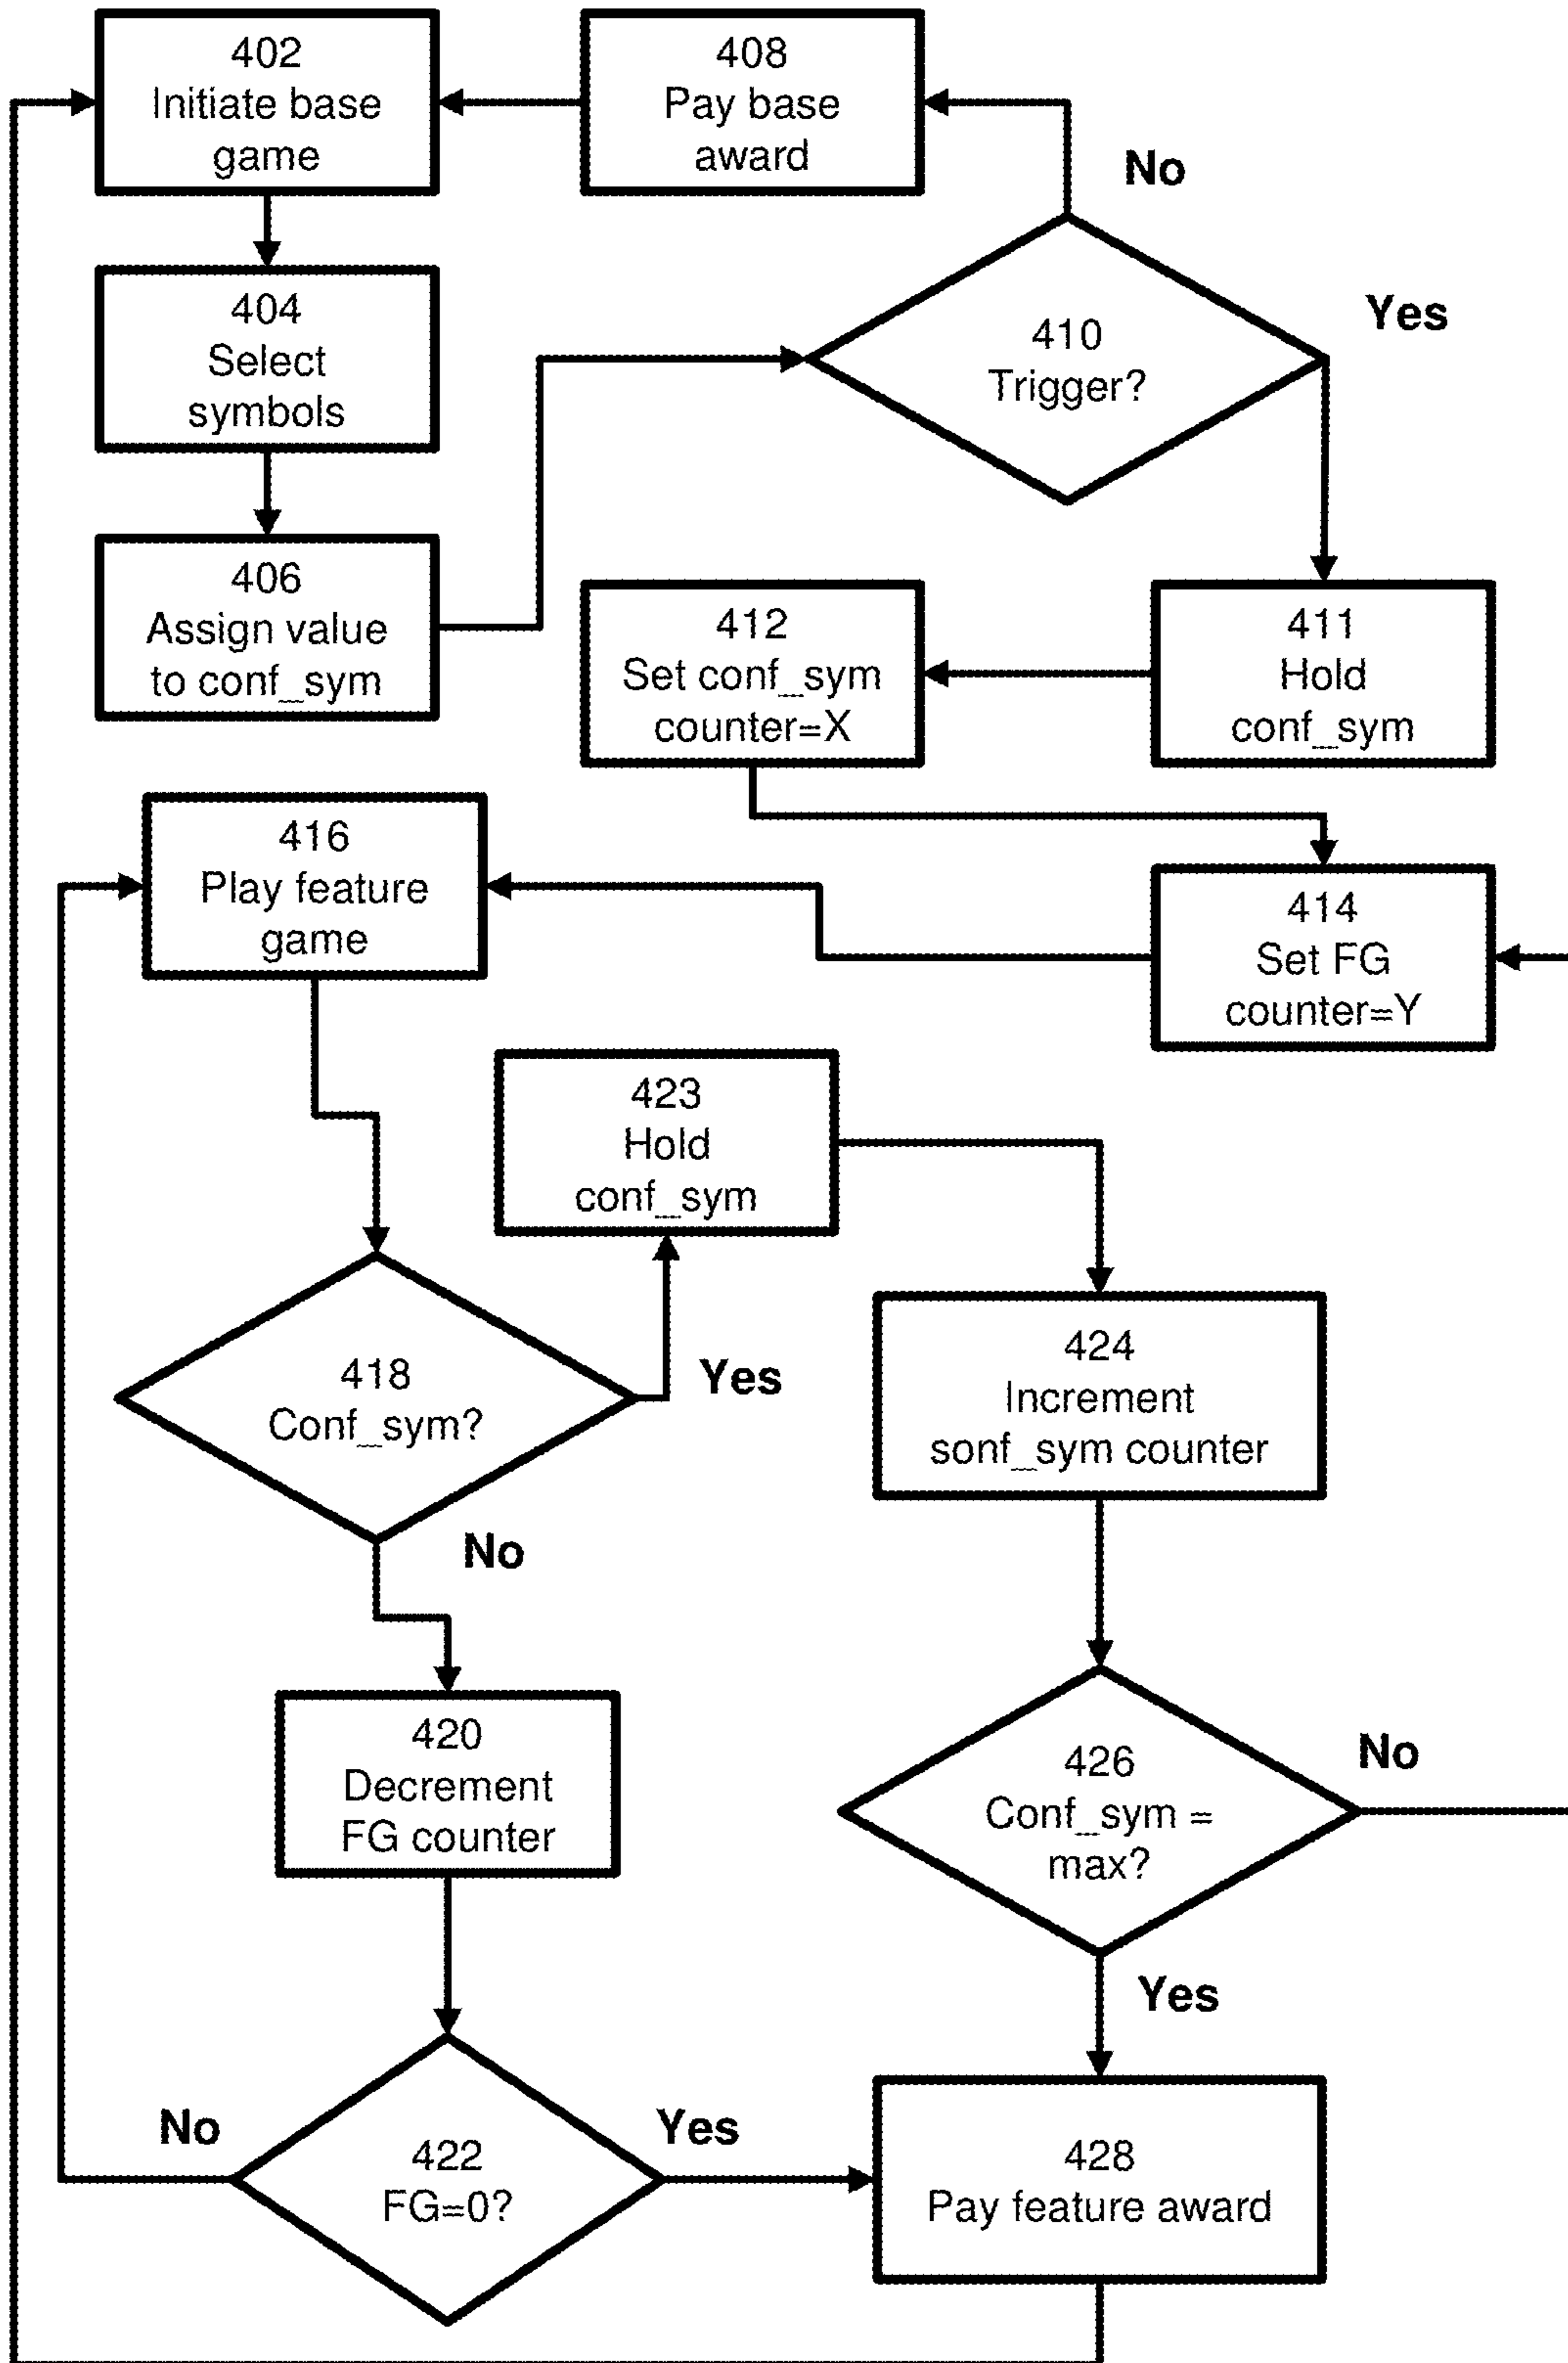 402
Initiate base
game
408
Pay base
award
No
404
Select
symbols
410
Trigger?
Yes
406
Assign value
to conf_sym
412
Set conf_sym
counter=X
411
Hold
conf_sym
416
Play feature
game
414
Set FG
counter=Y
423
Hold
conf_sym
418
Conf_sym?
Yes
No
424
Increment
sonf_sym counter
420
Decrement
FG counter
426
Conf_sym =
max?
No
Yes
422
FG=0?
No
Yes
428
Pay feature award